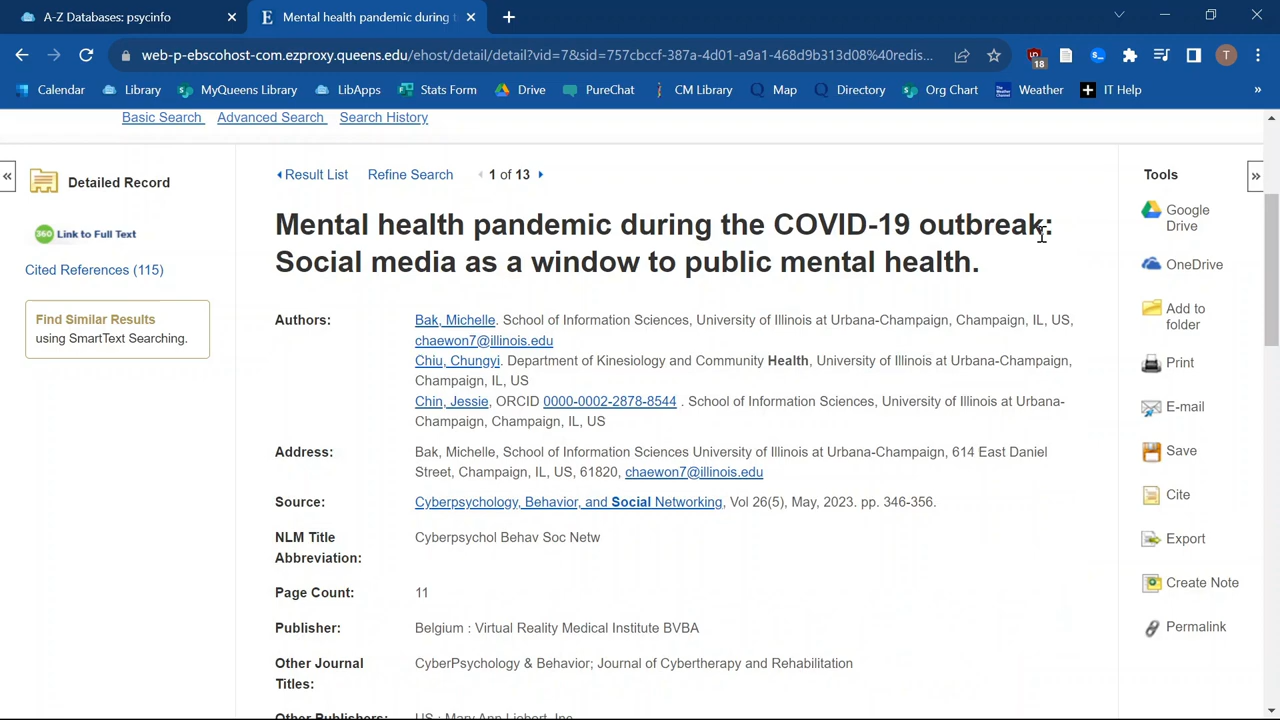 A-Z Databases: psycinfo
Mental health pandemic during t
web-p-ebscohost-com.ezproxy.queens.edu/ehost/detail/detail?vid=7&sid=757cbccf-387a-4d01-a9a1-468d9b313d08%40redis...
18
T
Calendar Library MyQueens Library LibApps Stats Form Drive PureChat CM Library Map Directory Org Chart Weather IT Help »
Basic Search Advanced Search Search History
Detailed Record
360 Link to Full Text
Cited References (115)
Find Similar Results
using SmartText Searching.
Result List Refine Search 1 of 13
Mental health pandemic during the COVID-19 outbreak:
Social media as a window to public mental health.
Authors:
Bak, Michelle. School of Information Sciences, University of Illinois at Urbana-Champaign, Champaign, IL, US,
chaewon7@illinois.edu
Chiu, Chungyi. Department of Kinesiology and Community Health, University of Illinois at Urbana-Champaign,
Champaign, IL, US
Chin, Jessie, ORCID 0000-0002-2878-8544 . School of Information Sciences, University of Illinois at Urbana-
Champaign, Champaign, IL, US
Address:
Bak, Michelle, School of Information Sciences University of Illinois at Urbana-Champaign, 614 East Daniel
Street, Champaign, IL, US, 61820, chaewon7@illinois.edu
Source:
Cyberpsychology, Behavior, and Social Networking, Vol 26(5), May, 2023. pp. 346-356.
NLM Title
Abbreviation:
Cyberpsychol Behav Soc Netw
Page Count:
11
Publisher:
Belgium : Virtual Reality Medical Institute BVBA
Other Journal
Titles:
CyberPsychology & Behavior; Journal of Cybertherapy and Rehabilitation
Other Publishers:
US : Mary Ann Liebert, Inc.
Tools
Google
Drive
OneDrive
Add to
folder
Print
E-mail
Save
Cite
Export
Create Note
Permalink